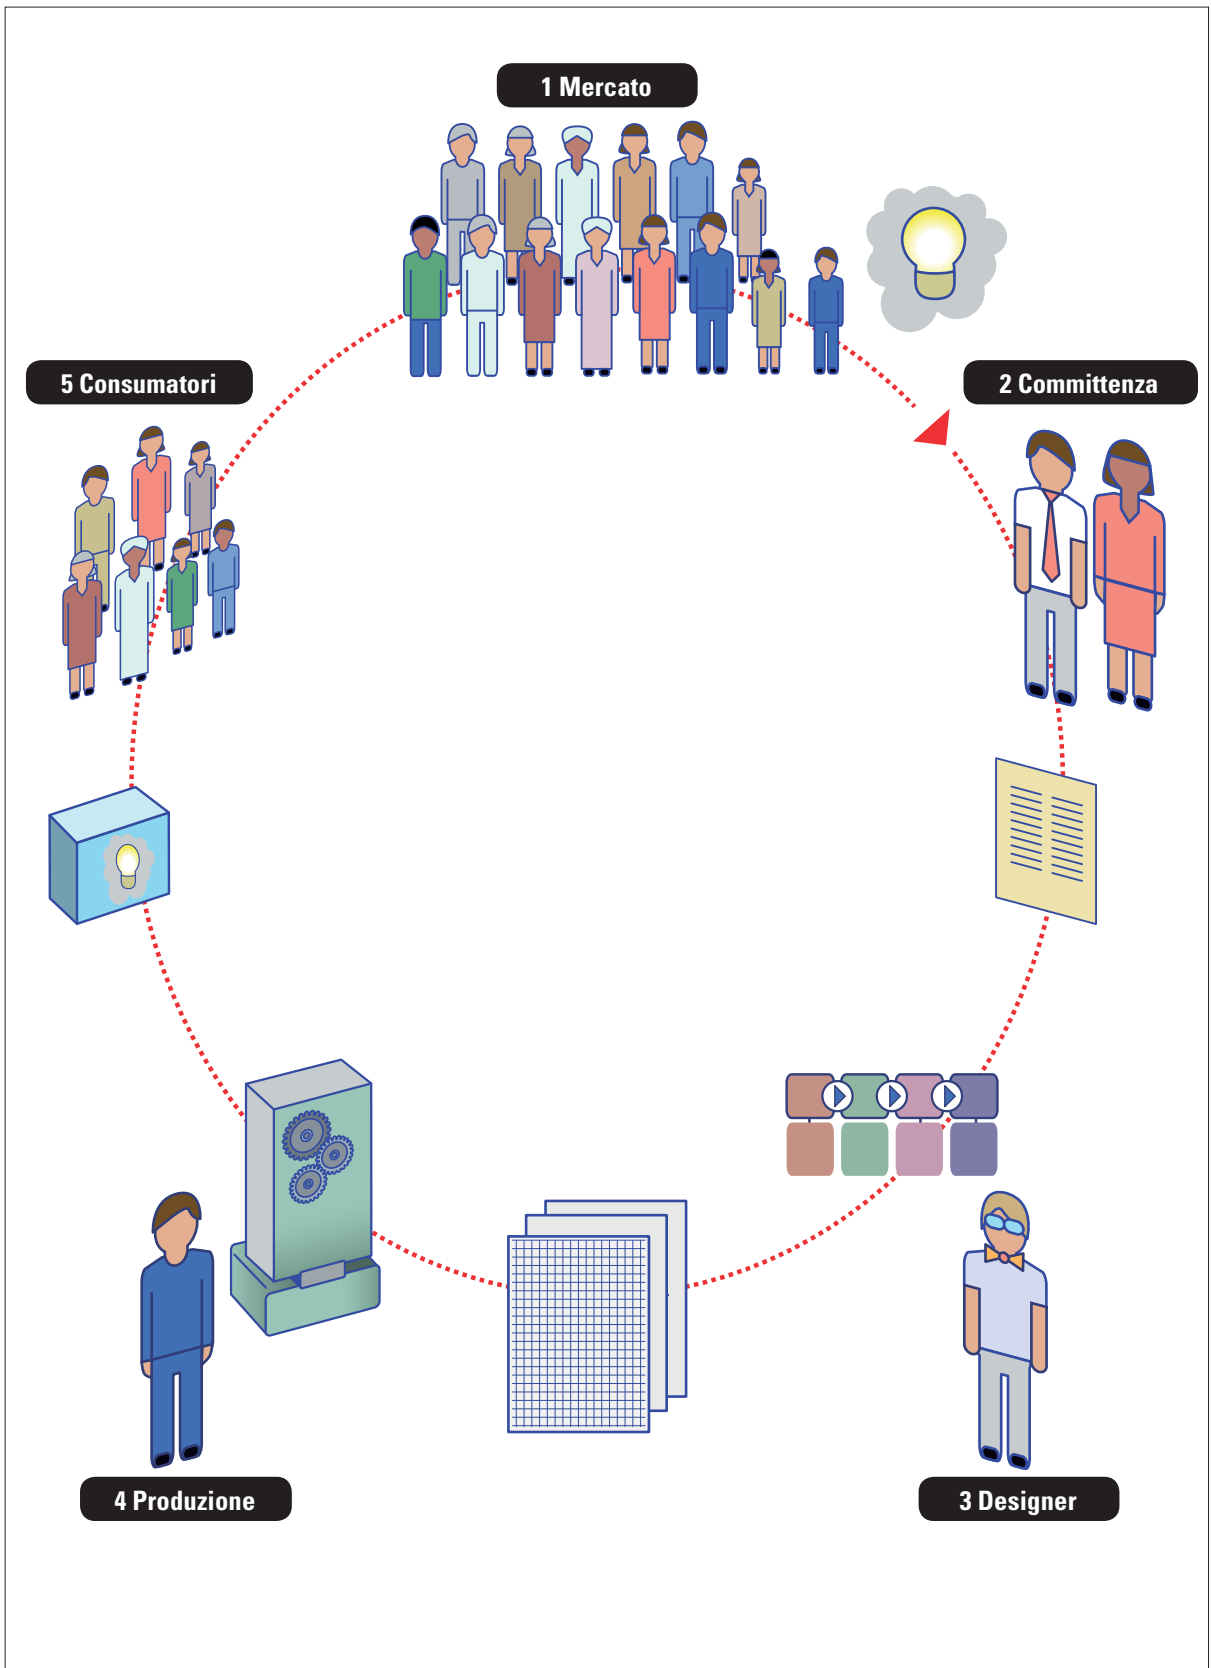 1 Mercato
5 Consumatori
2 Committenza
4 Produzione
3 Designer